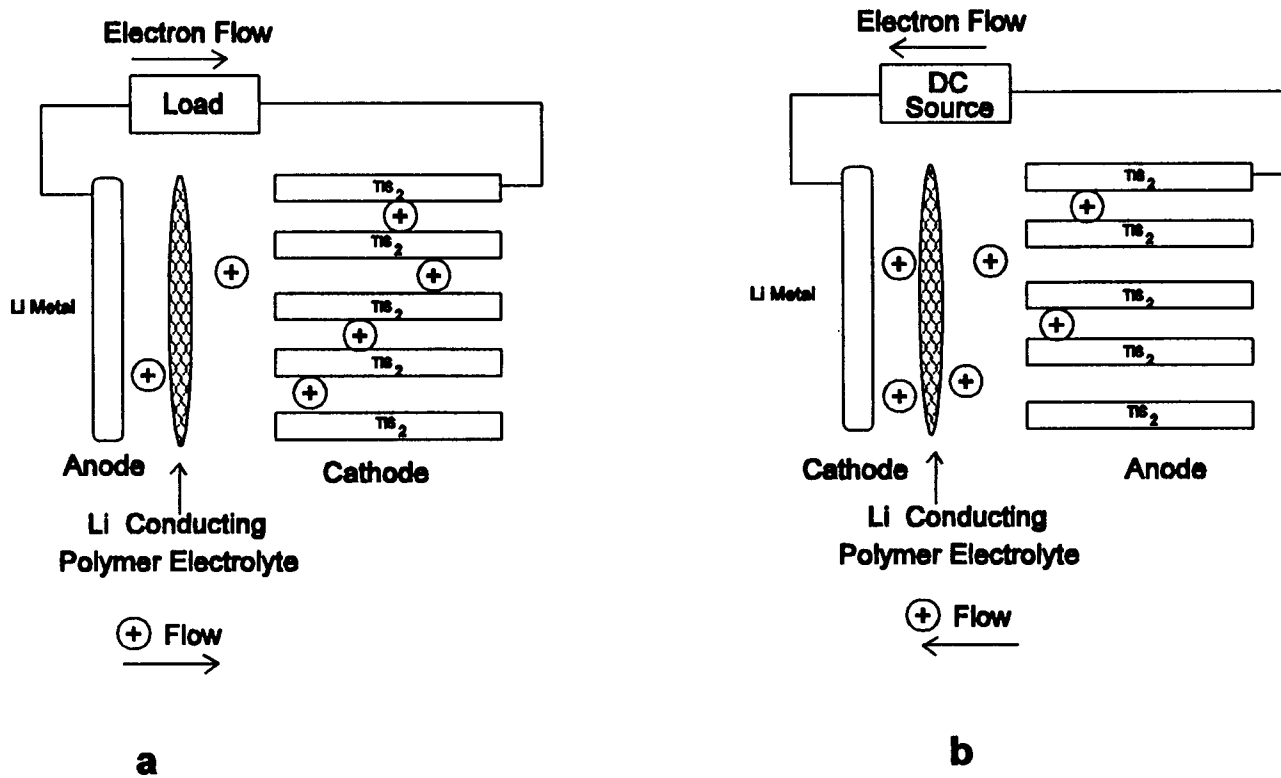 Electron Flow
Load
TiS2
TiS2
TiS2
TiS2
TiS2
Li Metal
Anode
Cathode
Li Conducting
Polymer Electrolyte
+ Flow
a
Electron Flow
DC
Source
TiS2
TiS2
TiS2
TiS2
TiS2
Li Metal
Cathode
Anode
Li Conducting
Polymer Electrolyte
+ Flow
b